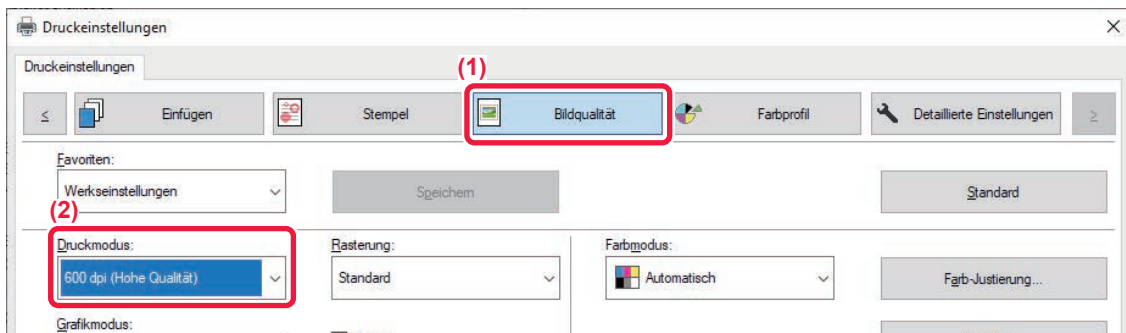 Druckeinstellungen
Druckeinstellungen
(1)
≤ Einfügen Stempel Bildqualität Farbprofil Detaillierte Einstellungen ≥
Favoriten:
Werkseinstellungen Speichern Standard
(2)
Druckmodus: Rasterung: Farbmodus:
600 dpi (Hohe Qualität) Standard Automatisch Farb-Justierung...
Grafikmodus: